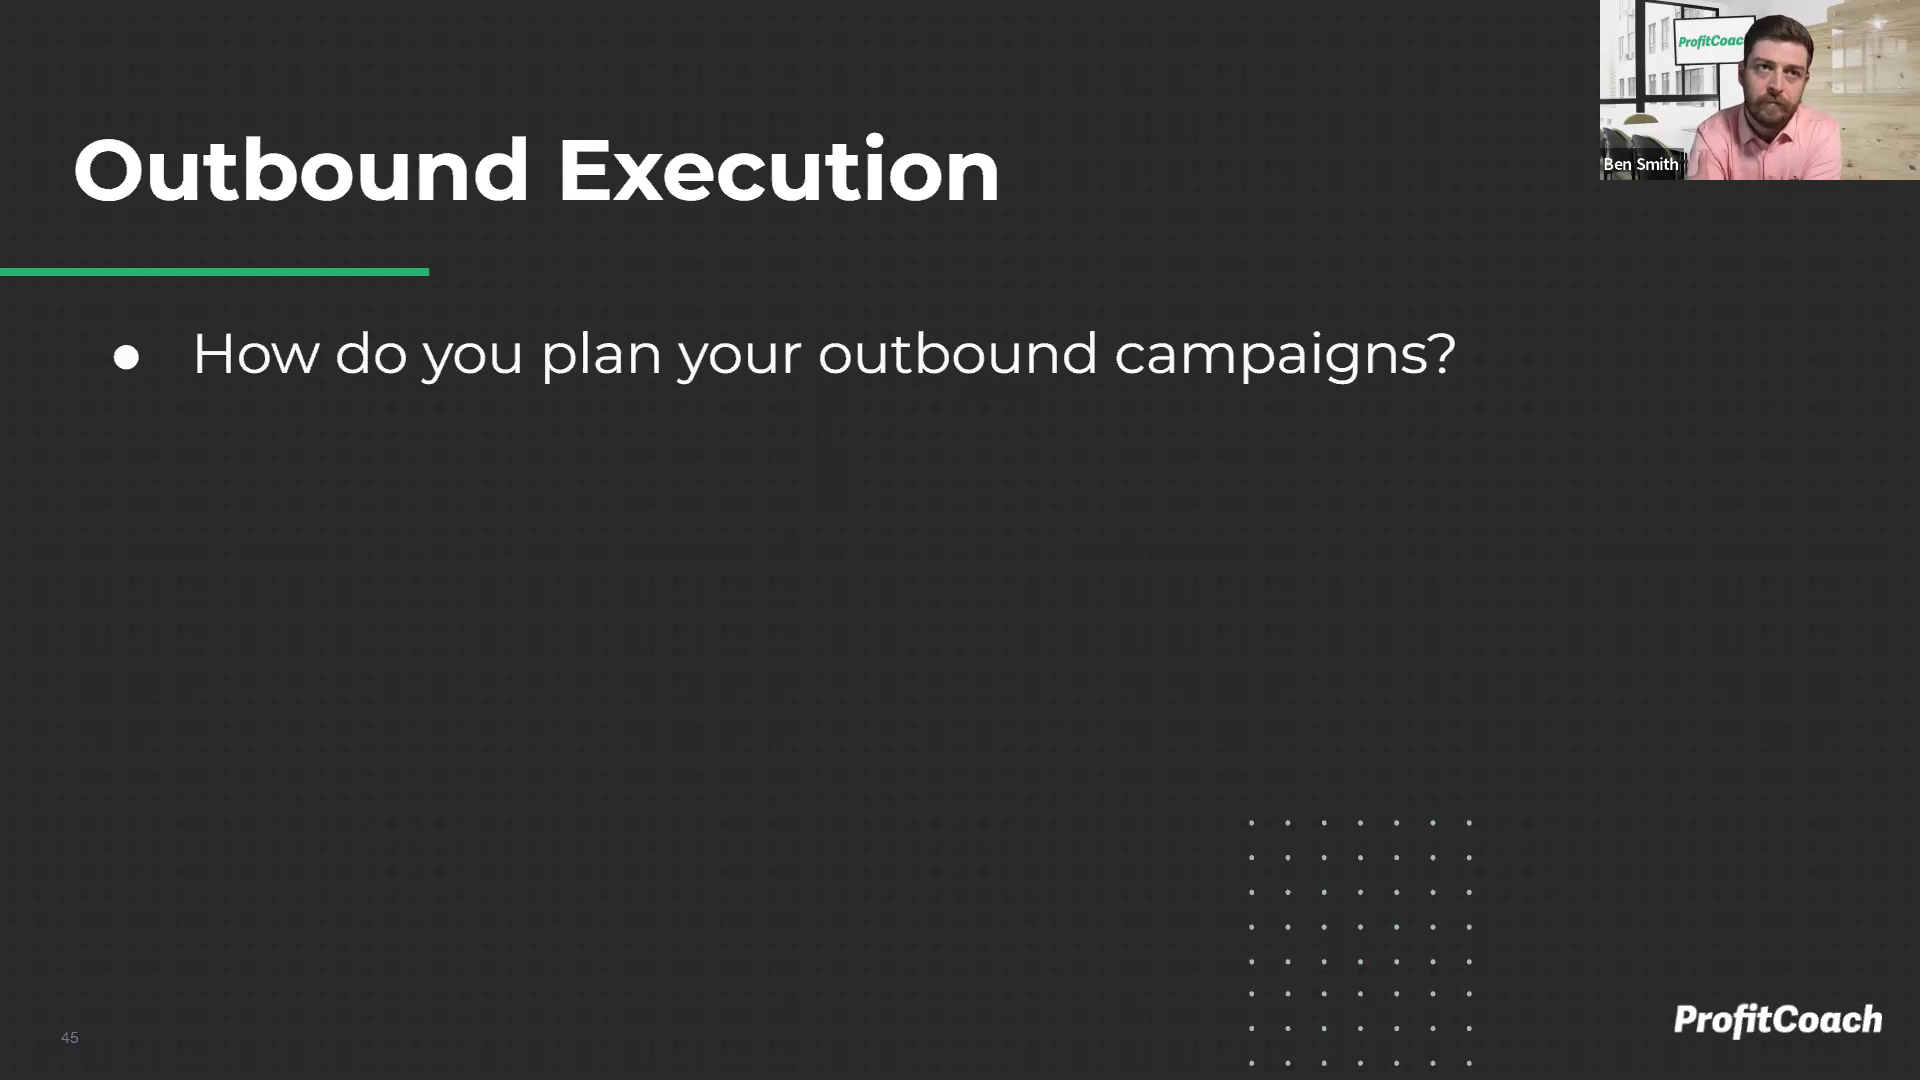 ProfitCoac
Ben Smith
Outbound Execution
● How do you plan your outbound campaigns?
45
ProfitCoach